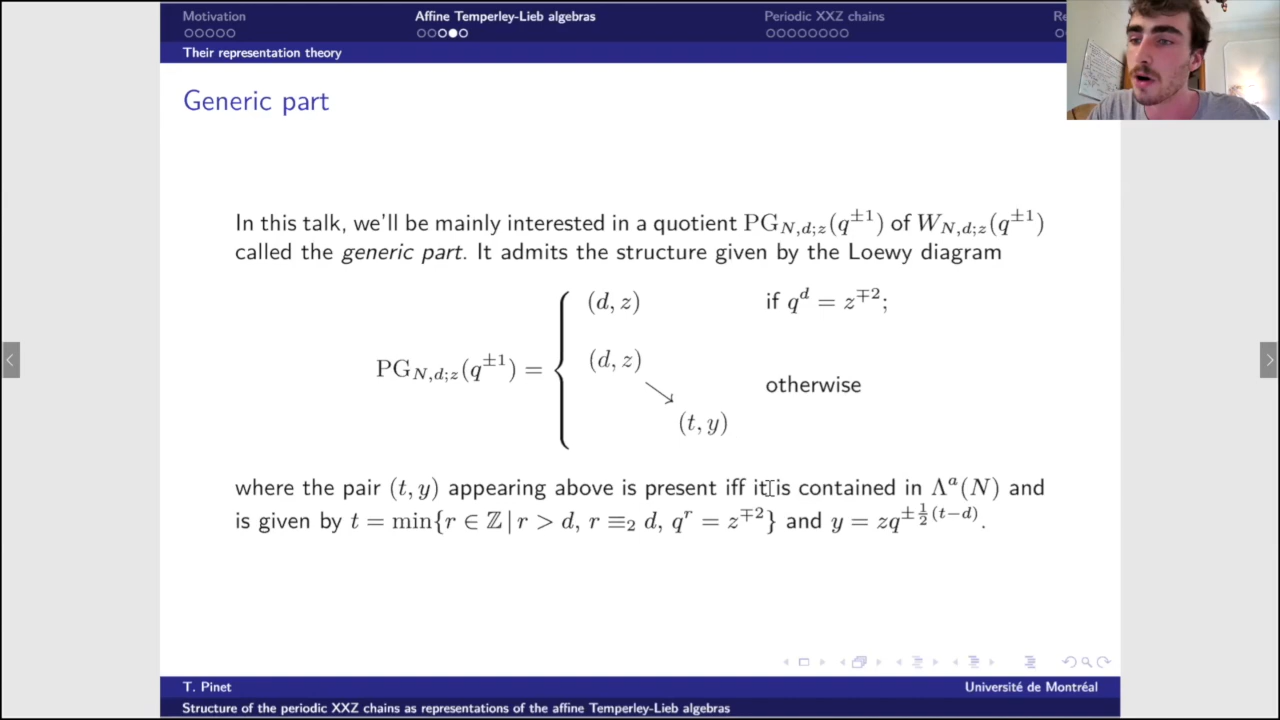 Motivation Affine Temperley-Lieb algebras Periodic XXZ chains
Their representation theory
Generic part
In this talk, we'll be mainly interested in a quotient PG_{N,d;z}(q^{±1}) of W_{N,d;z}(q^{±1})
called the generic part. It admits the structure given by the Loewy diagram
(d, z) if q^d = z^{∓2};
PG_{N,d;z}(q^{±1}) = {
(d, z)
↘ otherwise
(t, y)
where the pair (t, y) appearing above is present iff it is contained in Λ^a(N) and
is given by t = min{r ∈ ℤ | r > d, r ≡₂ d, q^r = z^{∓2}} and y = zq^{±½(t−d)}.
T. Pinet Université de Montréal
Structure of the periodic XXZ chains as representations of the affine Temperley-Lieb algebras